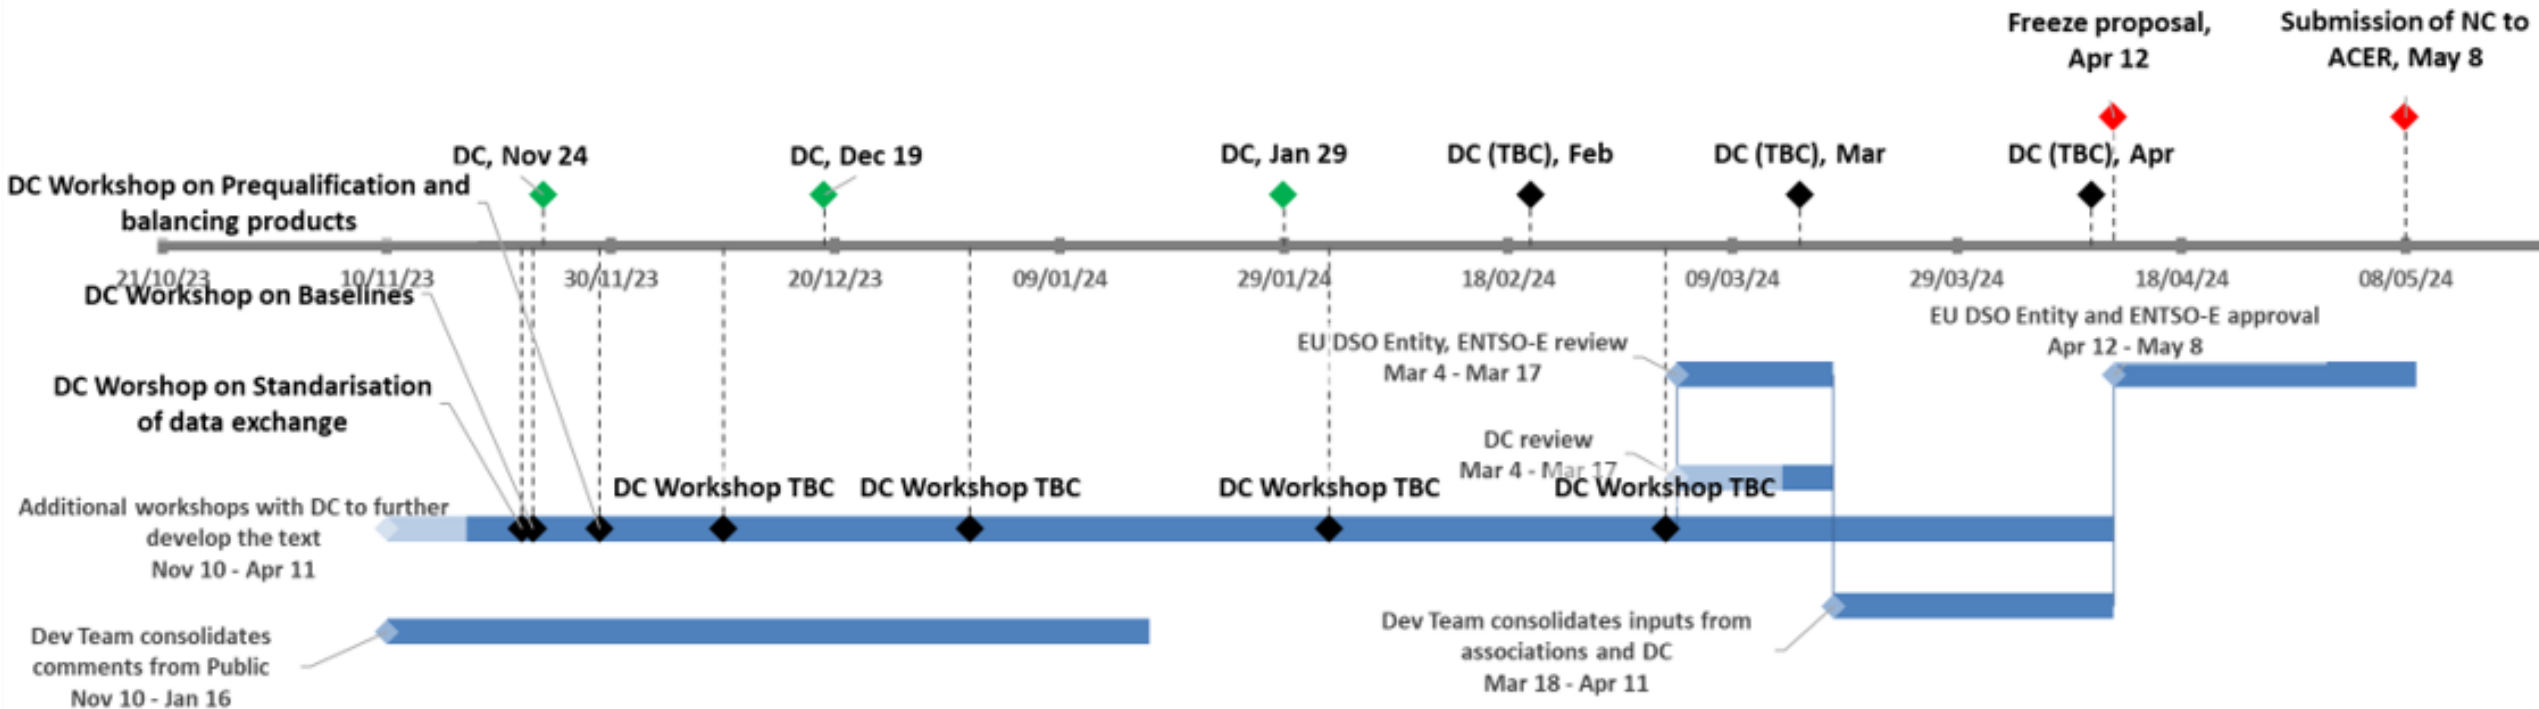 Freeze proposal,
Apr 12
Submission of NC to
ACER, May 8
DC, Nov 24
DC, Dec 19
DC, Jan 29
DC (TBC), Feb
DC (TBC), Mar
DC (TBC), Apr
DC Workshop on Prequalification and
balancing products
21/10/23
10/11/23
30/11/23
20/12/23
09/01/24
29/01/24
18/02/24
09/03/24
29/03/24
18/04/24
08/05/24
DC Workshop on Baselines
EU DSO Entity and ENTSO-E approval
Apr 12 - May 8
EU DSO Entity, ENTSO-E review
Mar 4 - Mar 17
DC Worshop on Standarisation
of data exchange
DC review
Mar 4 - Mar 17
DC Workshop TBC
DC Workshop TBC
DC Workshop TBC
DC Workshop TBC
Additional workshops with DC to further
develop the text
Nov 10 - Apr 11
Dev Team consolidates inputs from
associations and DC
Mar 18 - Apr 11
Dev Team consolidates
comments from Public
Nov 10 - Jan 16